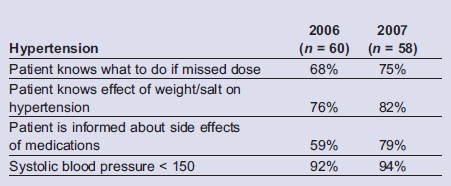 2006 2007
Hypertension (n = 60) (n = 58)
Patient knows what to do if missed dose 68% 75%
Patient knows effect of weight/salt on
hypertension 76% 82%
Patient is informed about side effects
of medications 59% 79%
Systolic blood pressure < 150 92% 94%